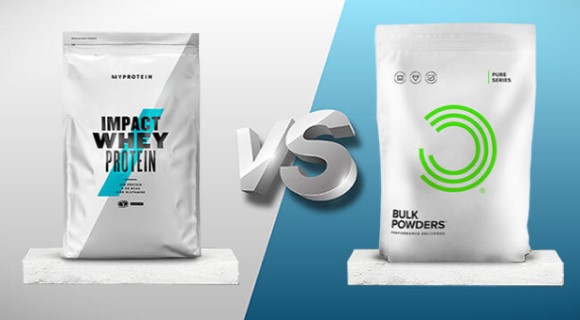 MYPROTEIN
IMPACT
WHEY
PROTEIN
VS
PURE
SERIES
BULK
POWDERS